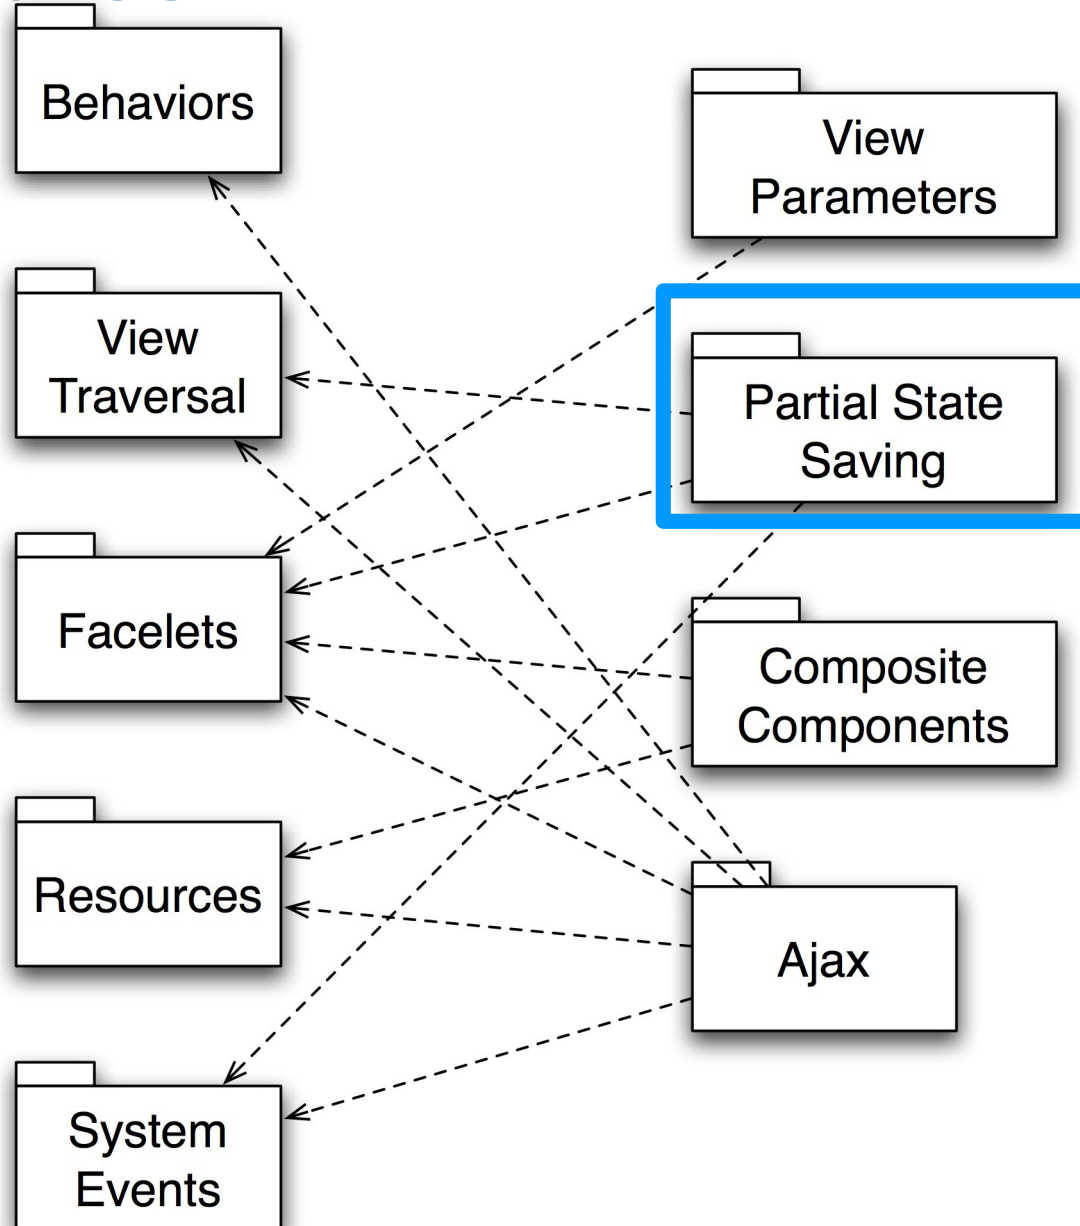 Behaviors
View
Parameters
View
Traversal
Partial State
Saving
Facelets
Composite
Components
Resources
Ajax
System
Events